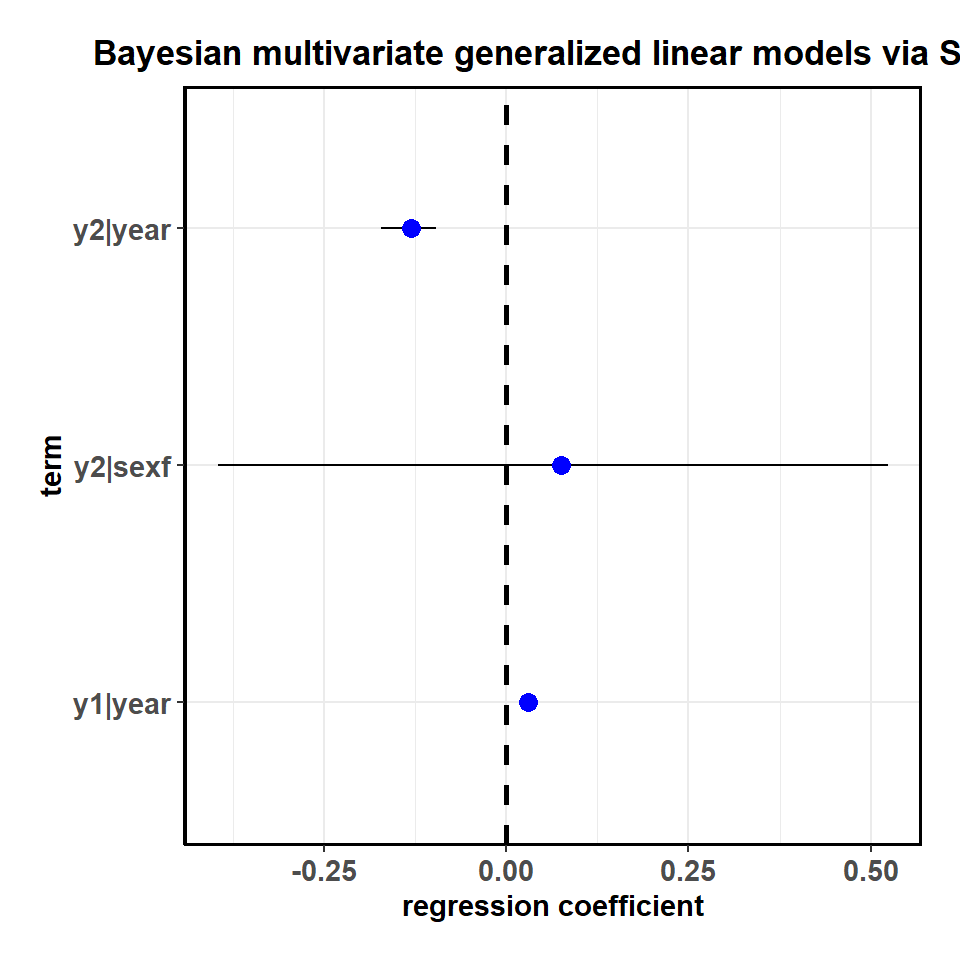 Bayesian multivariate generalized linear models via S
y2|year
y2|sexf
y1|year
term
-0.25 0.00 0.25 0.50
regression coefficient